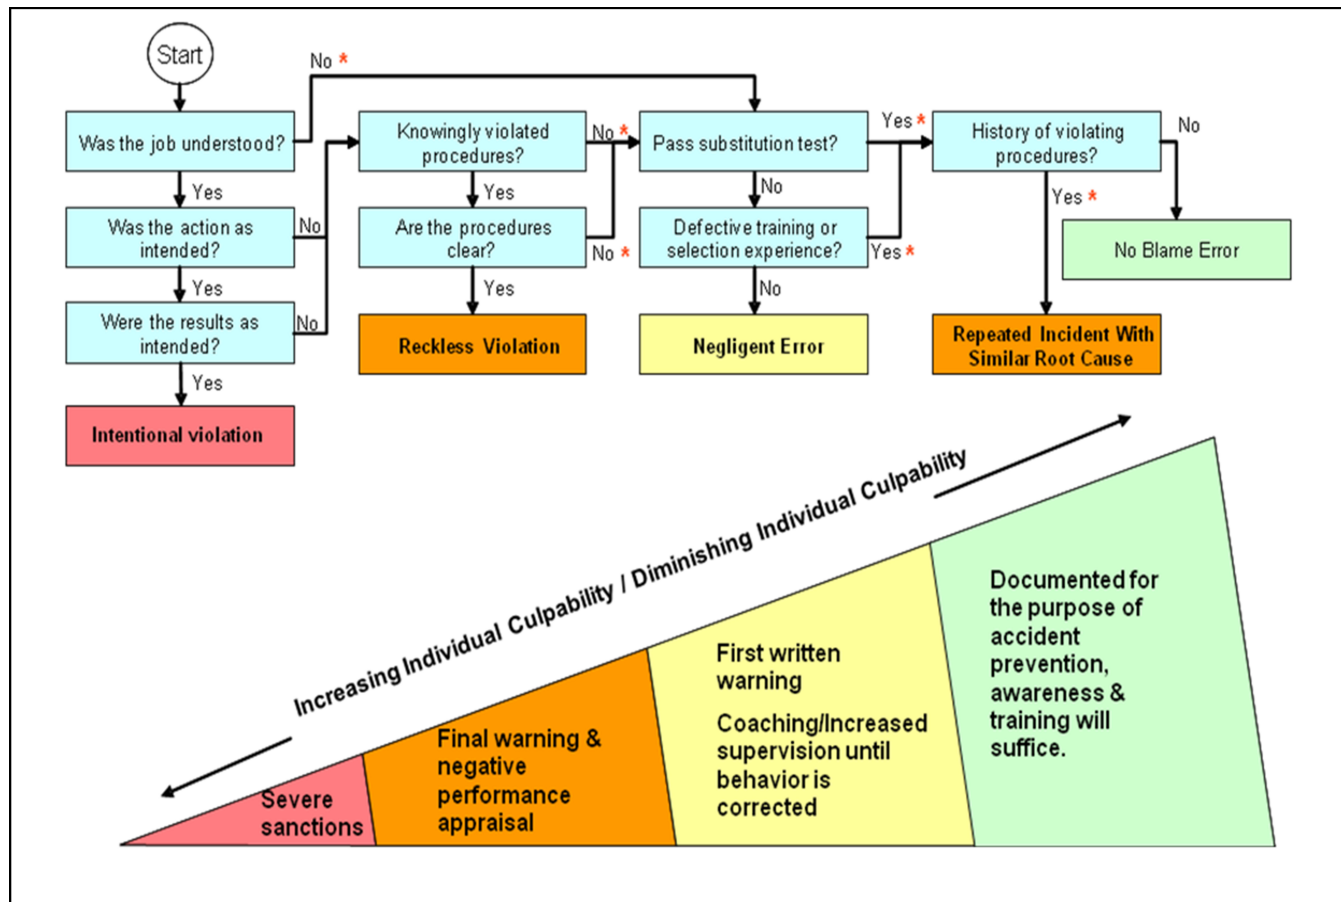 Start
No *
Was the job understood?
Yes
Was the action as
intended?
No
Yes
Were the results as
intended?
No
Yes
Intentional violation
Knowingly violated
procedures?
No *
Yes
Are the procedures
clear?
No *
Yes
Reckless Violation
Pass substitution test?
Yes *
No
Defective training or
selection experience?
Yes *
No
Negligent Error
History of violating
procedures?
No
Yes *
No Blame Error
Repeated Incident With
Similar Root Cause
Increasing Individual Culpability / Diminishing Individual Culpability
Severe
sanctions
Final warning &
negative
performance
appraisal
First written
warning
Coaching/Increased
supervision until
behavior is
corrected
Documented for
the purpose of
accident
prevention,
awareness &
training will
suffice.